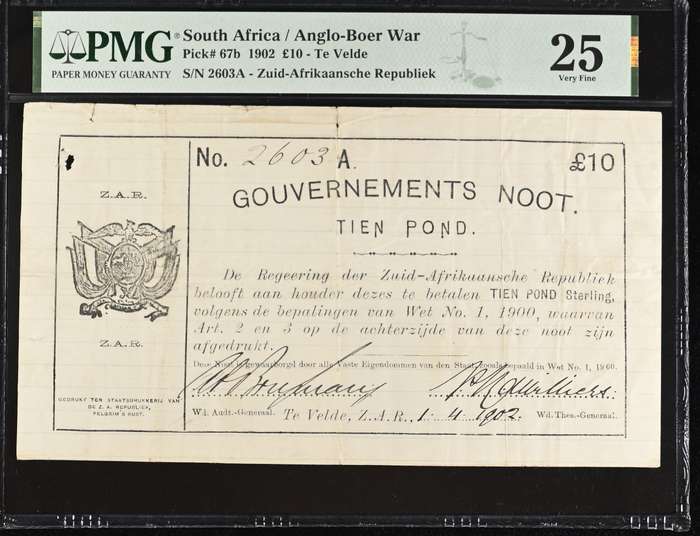 PMG
PAPER MONEY GUARANTY
South Africa / Anglo-Boer War
Pick# 67b 1902 £10 - Te Velde
S/N 2603A - Zuid-Afrikaansche Republiek
25
Very Fine
Z.A.R.
Z.A.R.
GEDRUKT TER STAATSDRUKKERIJ VAN
DE Z. A. REPUBLIEK,
PELGRIM'S RUST.
No. 2603 A. £10
GOUVERNEMENTS NOOT.
TIEN POND.
De Regeering der Zuid-Afrikaansche Republiek
belooft aan houder dezes te betalen TIEN POND Sterling,
volgens de bepalingen van Wet No. 1, 1900, waarvan
Art. 2 en 3 op de achterzijde van deze noot zijn
afgedrukt.
Deze Noot is gewaarborgd door alle Vaste Eigendommen van den Staat, zooals bepaald in Wet No. 1, 1900.
Wd. Audt.-Generaal. Te Velde, Z.A.R., 1-4-1902. Wd. Thes.-Generaal.